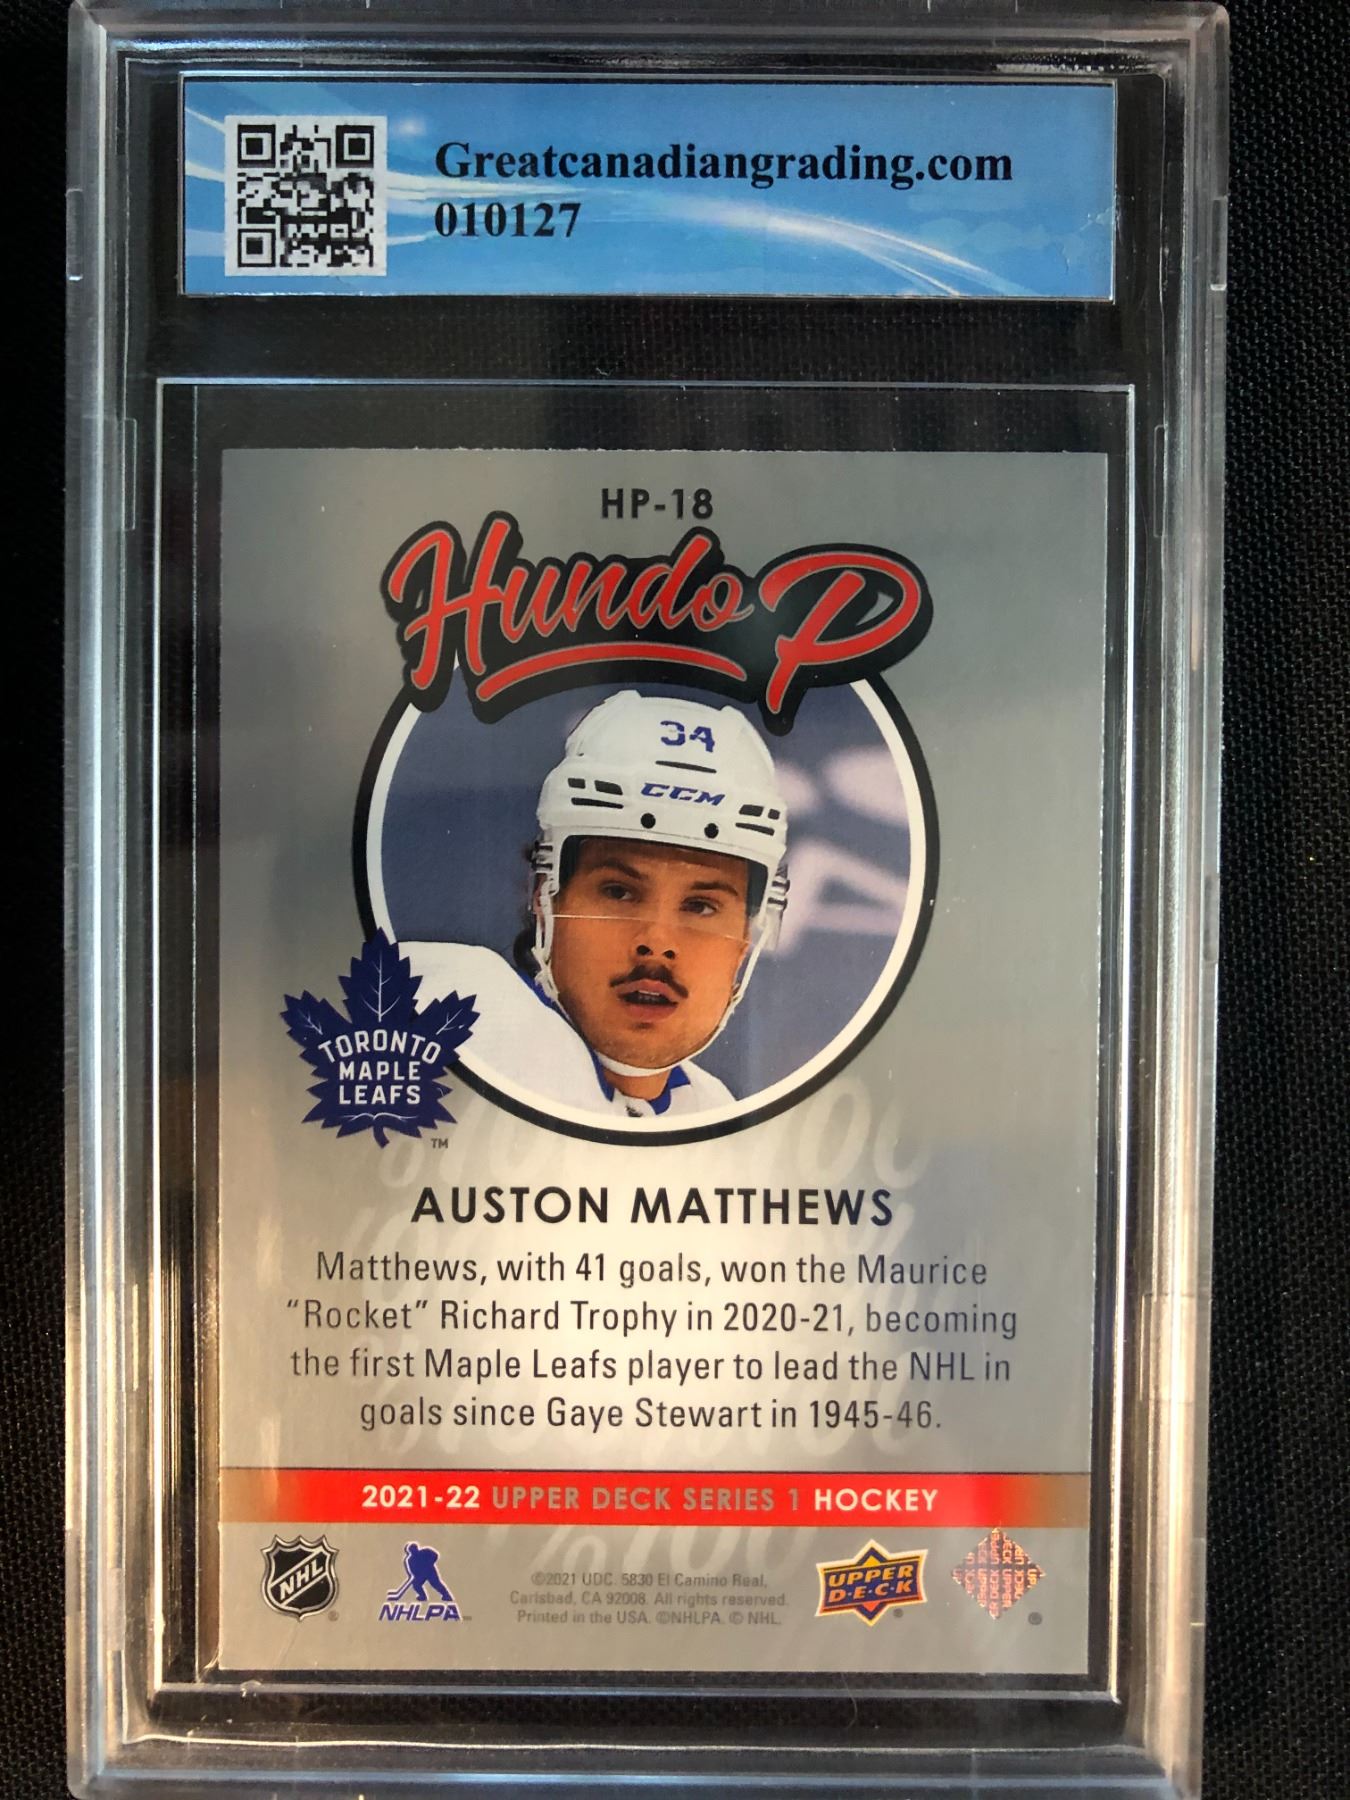 Greatcanadiangrading.com
010127
HP-18
Hundo P
34
CCM
TORONTO
MAPLE
LEAFS
TM
AUSTON MATTHEWS
Matthews, with 41 goals, won the Maurice
"Rocket" Richard Trophy in 2020-21, becoming
the first Maple Leafs player to lead the NHL in
goals since Gaye Stewart in 1945-46.
2021-22 UPPER DECK SERIES 1 HOCKEY
NHL
®
NHLPA
©2021 UDC. 5830 El Camino Real,
Carlsbad, CA 92008. All rights reserved.
Printed in the USA. ©NHLPA. © NHL.
UPPER
D·E·C·K
®
®